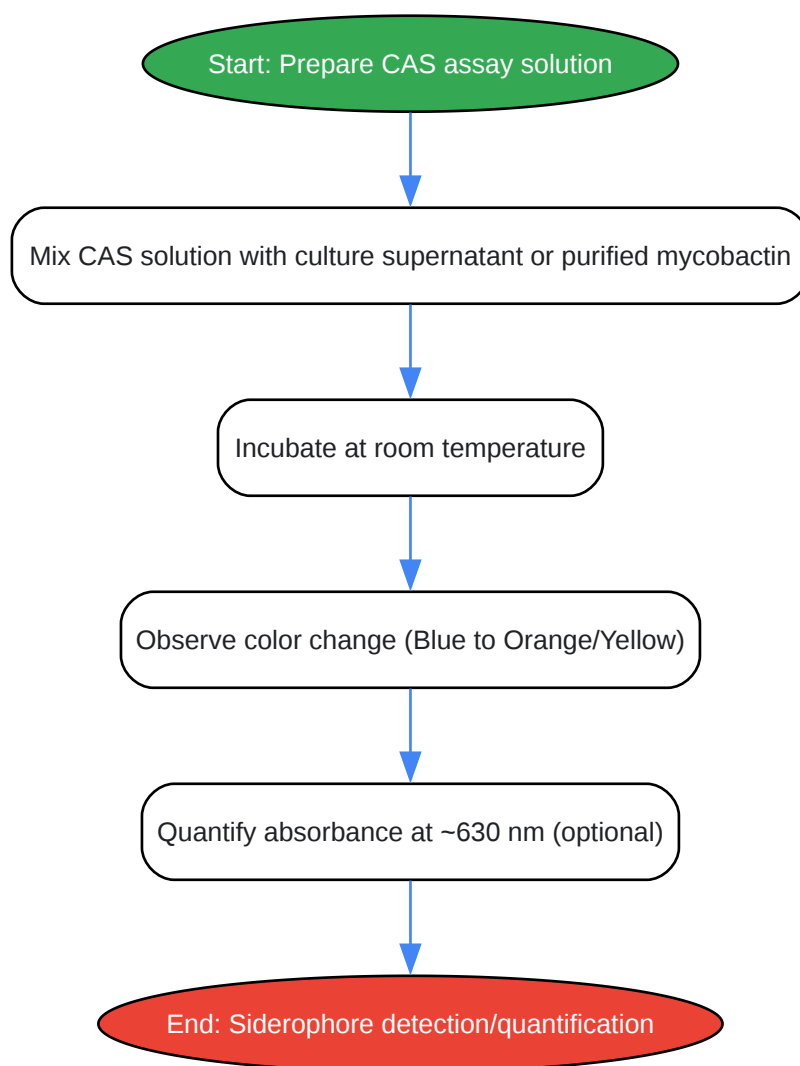 Start: Prepare CAS assay solution
Mix CAS solution with culture supernatant or purified mycobactin
Incubate at room temperature
Observe color change (Blue to Orange/Yellow)
Quantify absorbance at ~630 nm (optional)
End: Siderophore detection/quantification